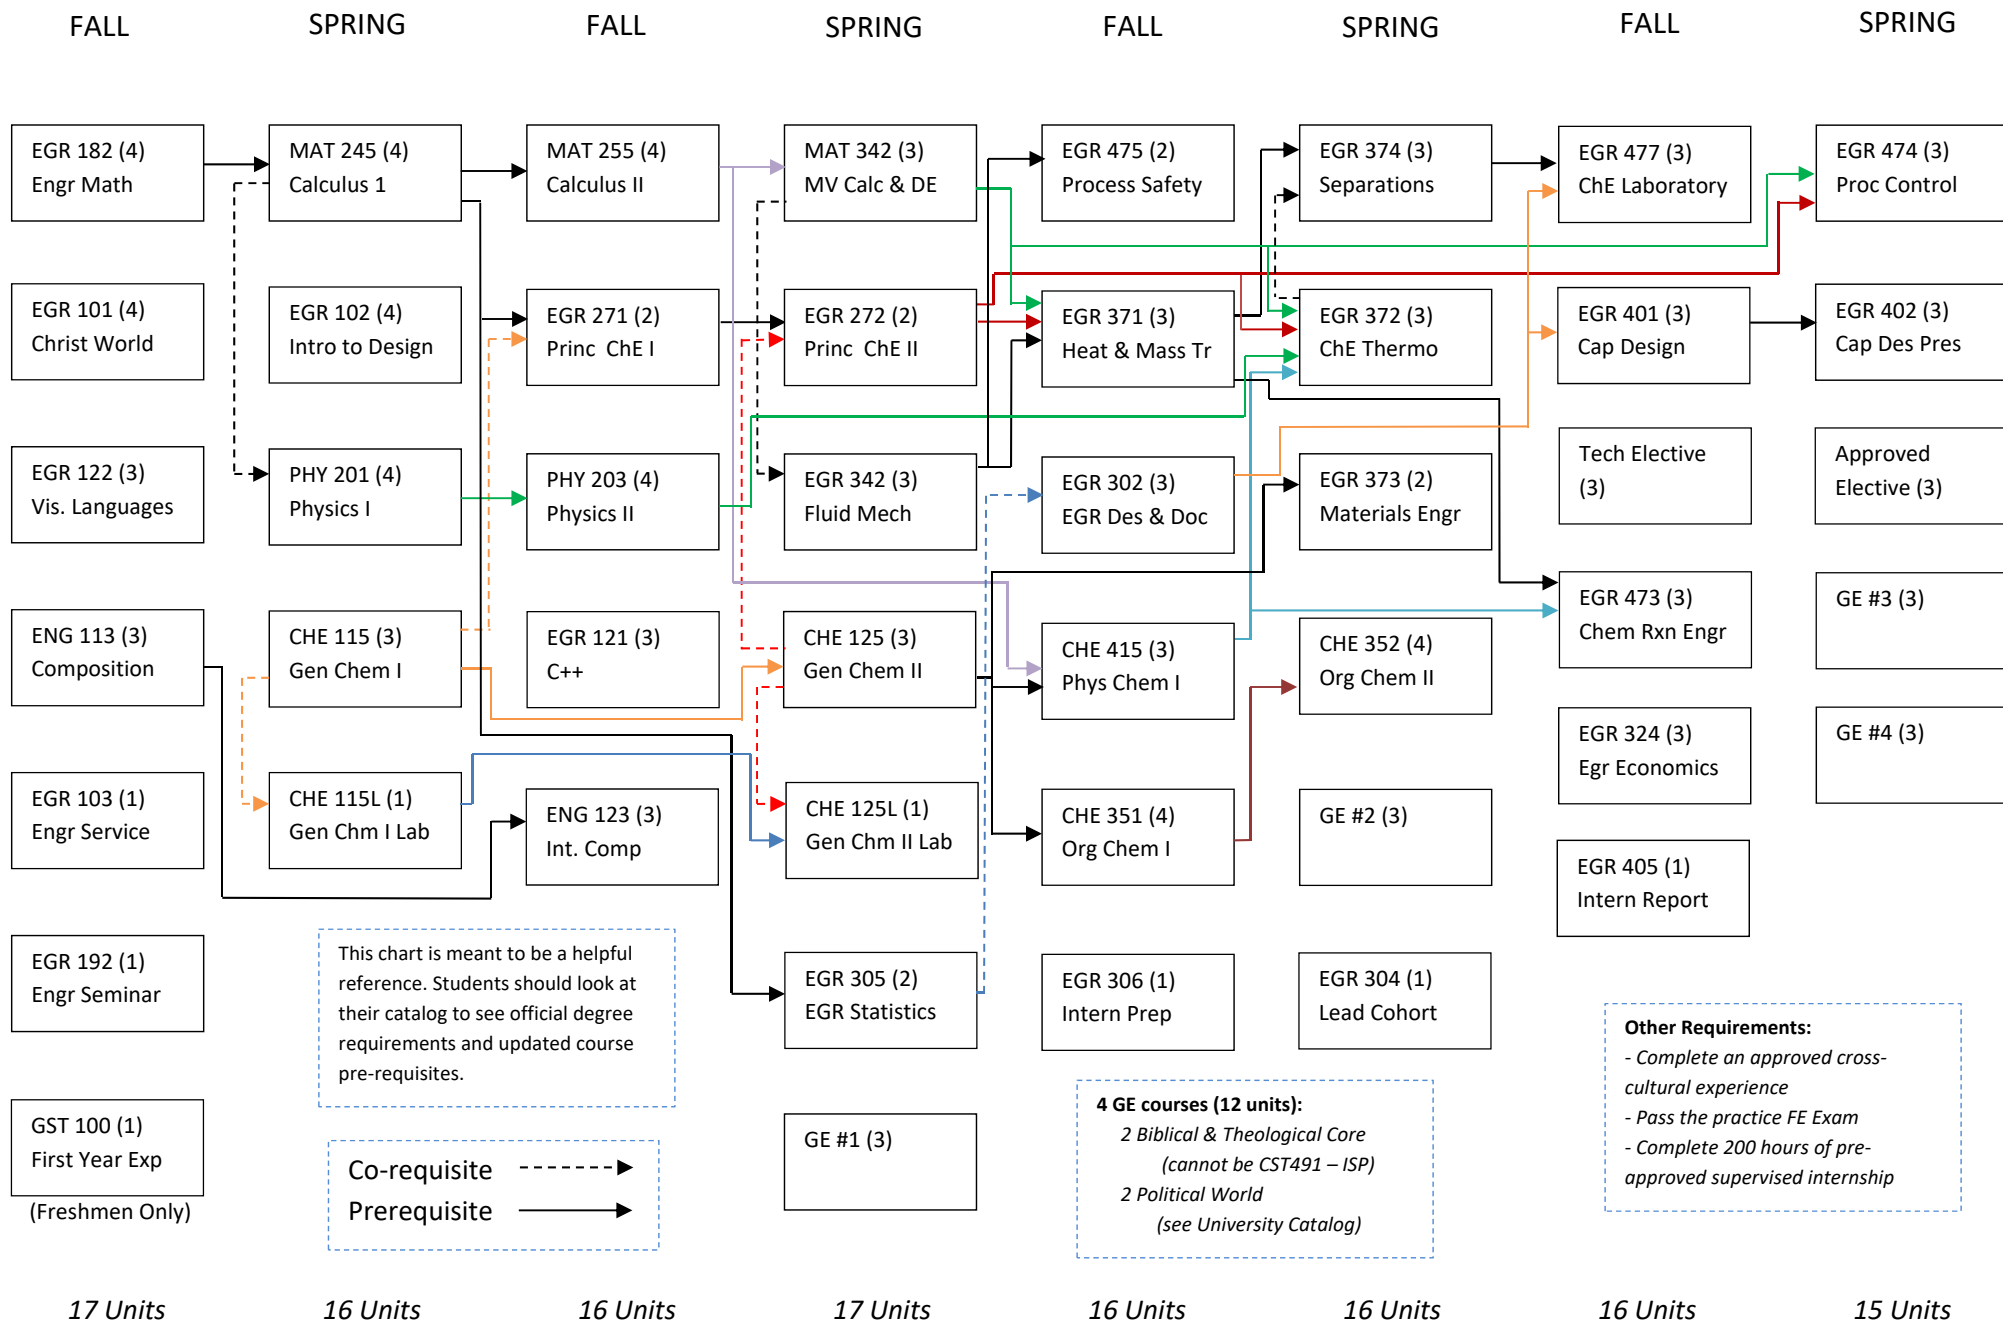 FALL
SPRING
FALL
SPRING
FALL
SPRING
FALL
SPRING
EGR 182 (4)
Engr Math
EGR 101 (4)
Christ World
EGR 122 (3)
Vis. Languages
ENG 113 (3)
Composition
EGR 103 (1)
Engr Service
EGR 192 (1)
Engr Seminar
GST 100 (1)
First Year Exp
(Freshmen Only)
MAT 245 (4)
Calculus 1
EGR 102 (4)
Intro to Design
PHY 201 (4)
Physics I
CHE 115 (3)
Gen Chem I
CHE 115L (1)
Gen Chm I Lab
This chart is meant to be a helpful
reference. Students should look at
their catalog to see official degree
requirements and updated course
pre-requisites.
Co-requisite
Prerequisite
MAT 255 (4)
Calculus II
EGR 271 (2)
Princ ChE I
PHY 203 (4)
Physics II
EGR 121 (3)
C++
ENG 123 (3)
Int. Comp
MAT 342 (3)
MV Calc & DE
EGR 272 (2)
Princ ChE II
EGR 342 (3)
Fluid Mech
CHE 125 (3)
Gen Chem II
CHE 125L (1)
Gen Chm II Lab
EGR 305 (2)
EGR Statistics
GE #1 (3)
EGR 475 (2)
Process Safety
EGR 371 (3)
Heat & Mass Tr
EGR 302 (3)
EGR Des & Doc
CHE 415 (3)
Phys Chem I
CHE 351 (4)
Org Chem I
EGR 306 (1)
Intern Prep
4 GE courses (12 units):
2 Biblical & Theological Core
(cannot be CST491 – ISP)
2 Political World
(see University Catalog)
EGR 374 (3)
Separations
EGR 372 (3)
ChE Thermo
EGR 373 (2)
Materials Engr
CHE 352 (4)
Org Chem II
GE #2 (3)
EGR 304 (1)
Lead Cohort
EGR 477 (3)
ChE Laboratory
EGR 401 (3)
Cap Design
Tech Elective
(3)
EGR 473 (3)
Chem Rxn Engr
EGR 324 (3)
Egr Economics
EGR 405 (1)
Intern Report
Other Requirements:
- Complete an approved cross-
cultural experience
- Pass the practice FE Exam
- Complete 200 hours of pre-
approved supervised internship
EGR 474 (3)
Proc Control
EGR 402 (3)
Cap Des Pres
Approved
Elective (3)
GE #3 (3)
GE #4 (3)
17 Units
16 Units
16 Units
17 Units
16 Units
16 Units
16 Units
15 Units